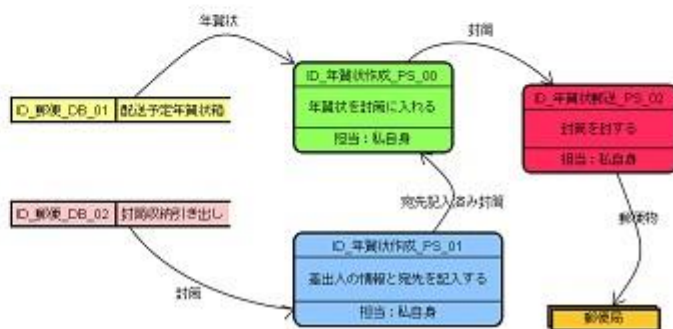 年賀状
封筒
ID_年賀状作成_PS_00
年賀状を封筒に入れる
担当：私自身
ID_郵便_DB_01
配送予定年賀状箱
ID_年賀状郵送_PS_02
封筒を封する
担当：私自身
宛先記入済み封筒
ID_郵便_DB_02
封筒収納引き出し
郵便物
ID_年賀状作成_PS_01
差出人の情報と宛先を記入する
担当：私自身
封筒
郵便局